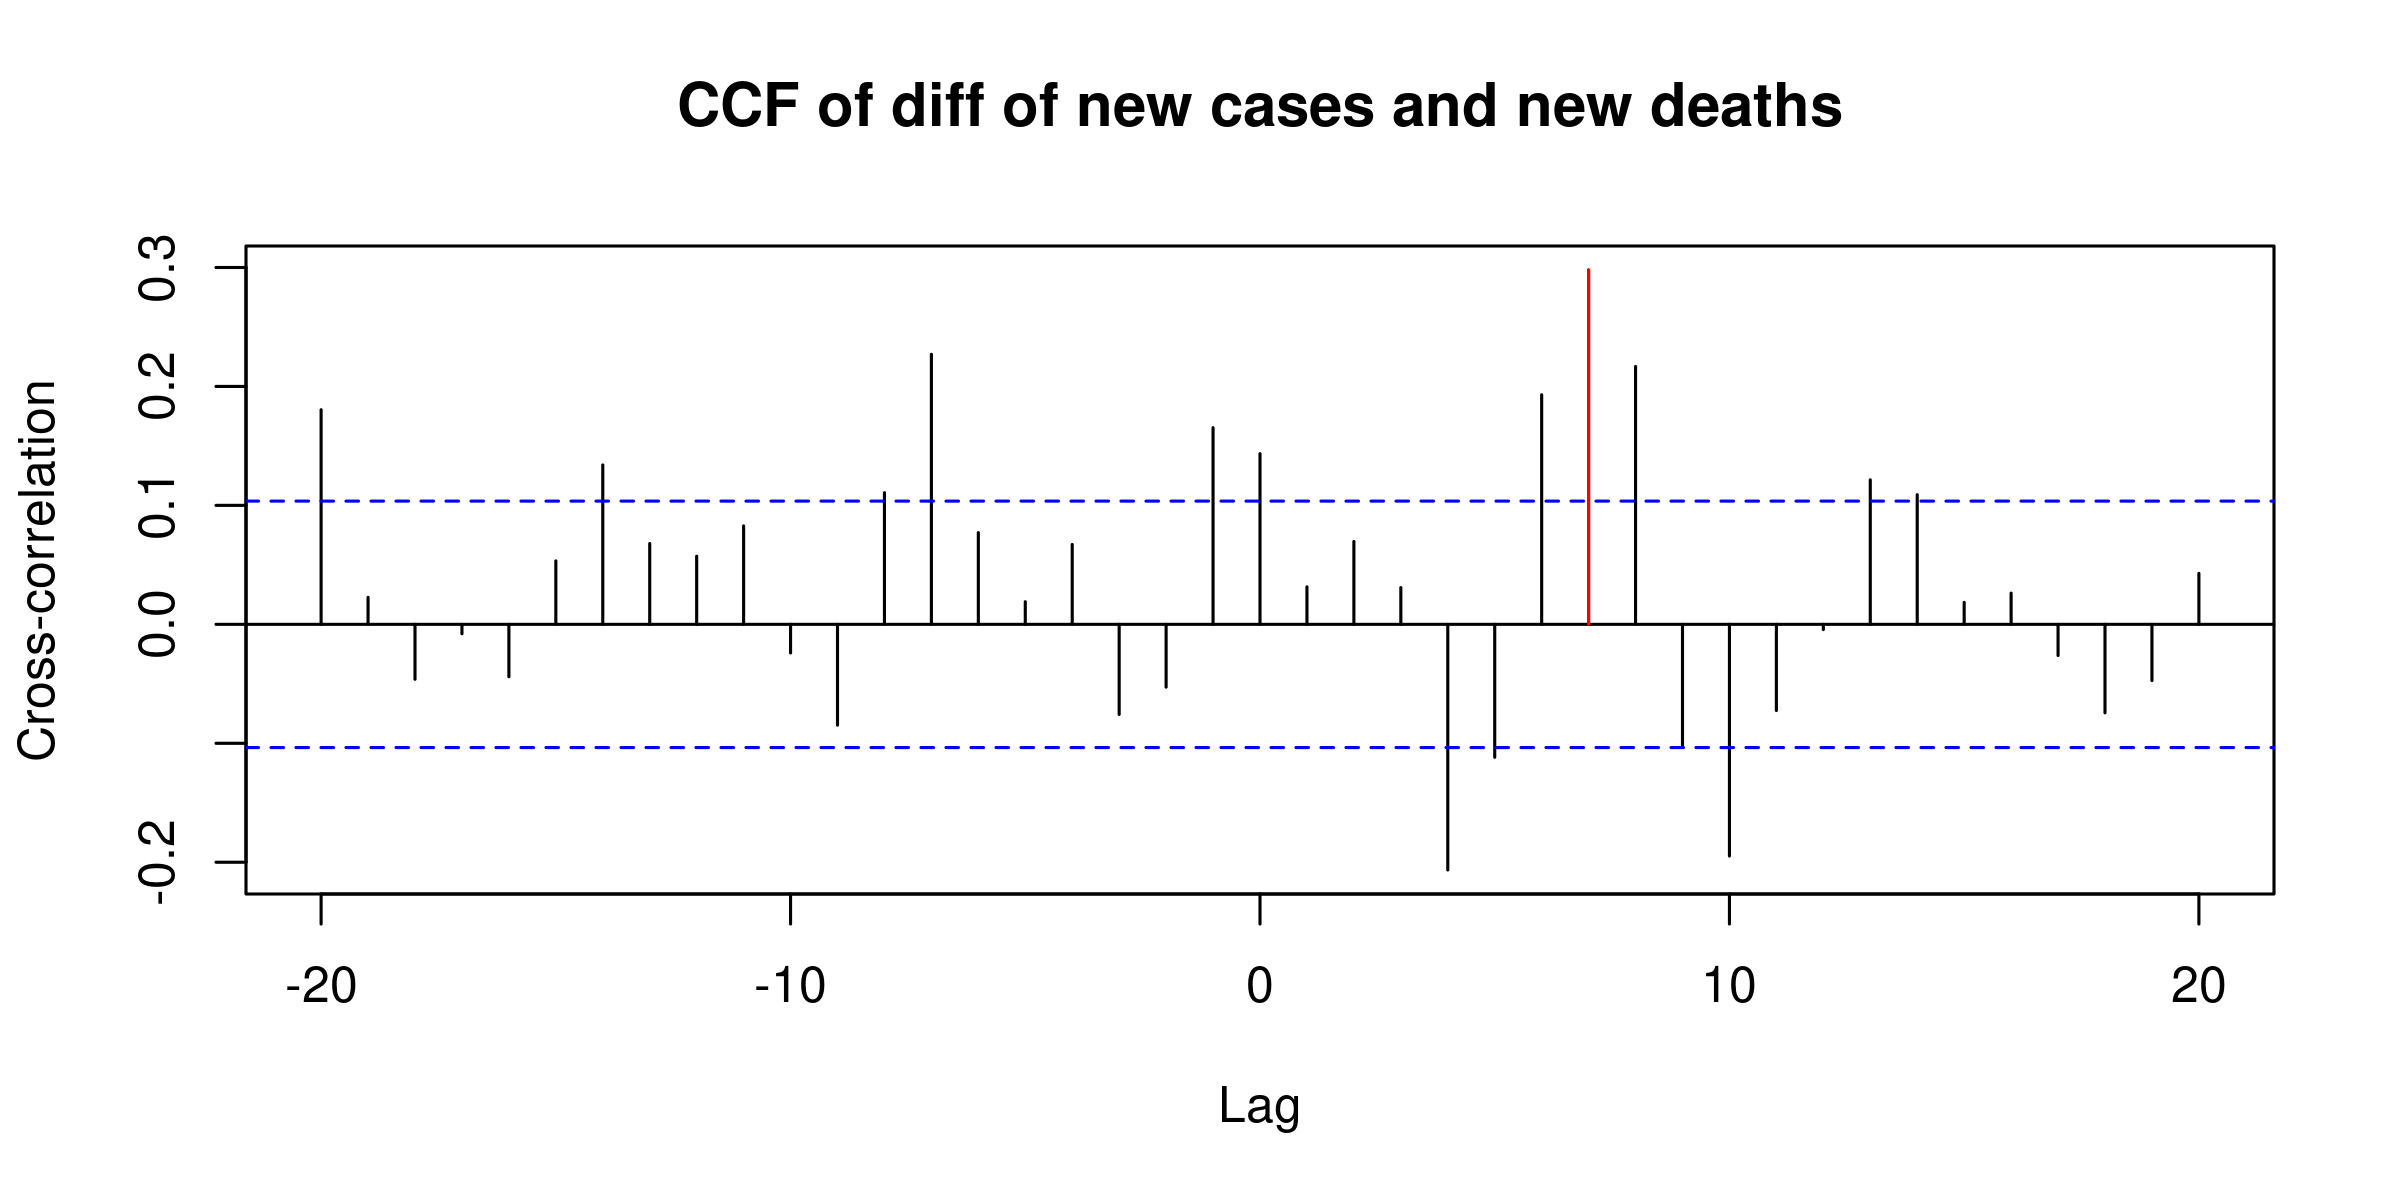 CCF of diff of new cases and new deaths
Cross-correlation
0.3
0.2
0.1
0.0
-0.2
-20 -10 0 10 20
Lag